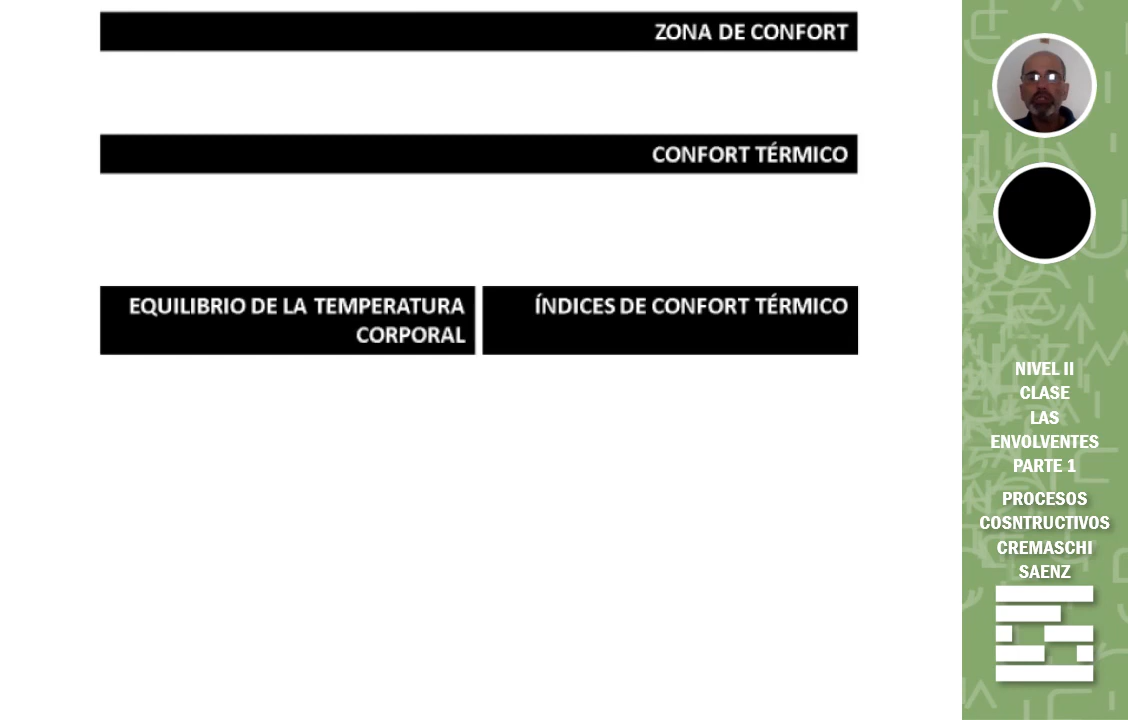 ZONA DE CONFORT
CONFORT TÉRMICO
EQUILIBRIO DE LA TEMPERATURA
CORPORAL
ÍNDICES DE CONFORT TÉRMICO
NIVEL II
CLASE
LAS
ENVOLVENTES
PARTE 1
PROCESOS
COSNTRUCTIVOS
CREMASCHI
SAENZ